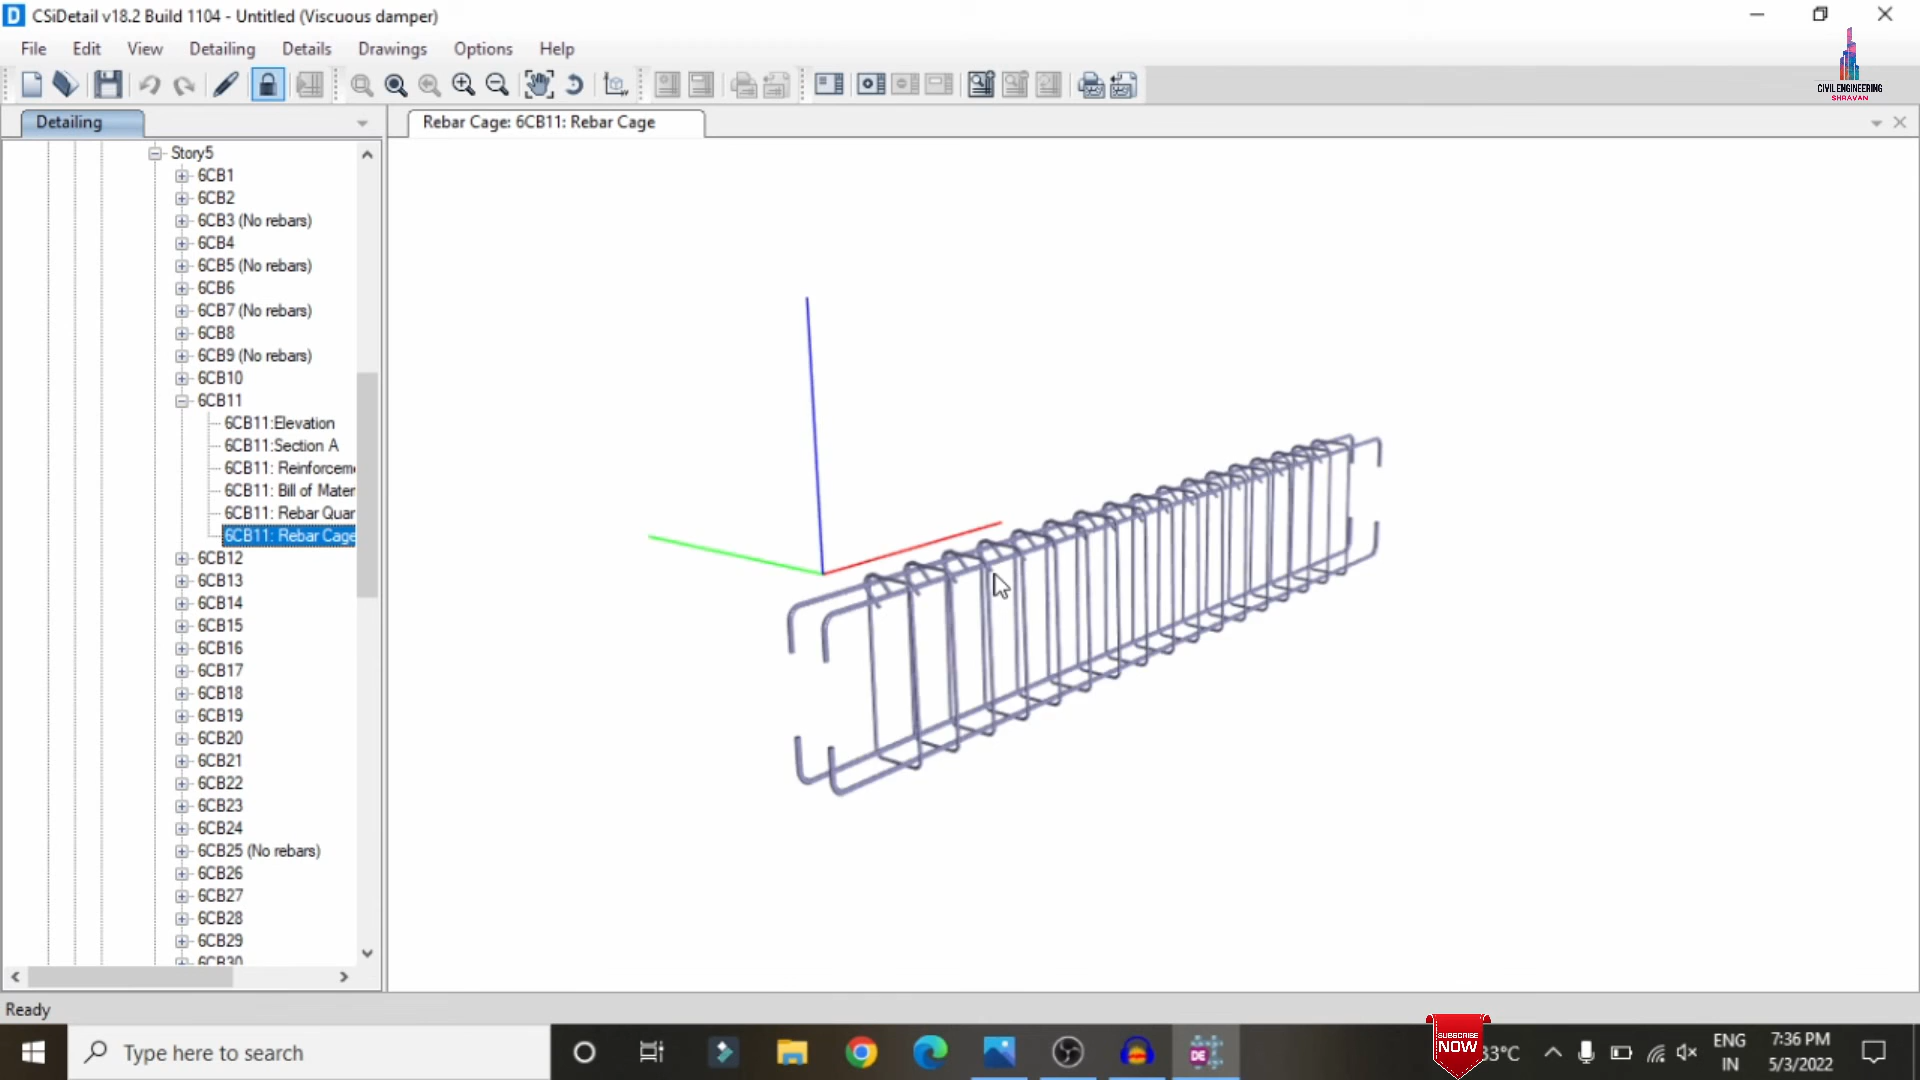 CSiDetail v18.2 Build 1104 - Untitled (Viscuous damper)
File Edit View Detailing Details Drawings Options Help
CIVIL ENGINEERING
SHRAVAN
Detailing
Rebar Cage: 6CB11: Rebar Cage
Story5
6CB1
6CB2
6CB3 (No rebars)
6CB4
6CB5 (No rebars)
6CB6
6CB7 (No rebars)
6CB8
6CB9 (No rebars)
6CB10
6CB11
6CB11:Elevation
6CB11:Section A
6CB11: Reinforcem
6CB11: Bill of Mater
6CB11: Rebar Quar
6CB11: Rebar Cage
6CB12
6CB13
6CB14
6CB15
6CB16
6CB17
6CB18
6CB19
6CB20
6CB21
6CB22
6CB23
6CB24
6CB25 (No rebars)
6CB26
6CB27
6CB28
6CB29
6CB30
Ready
Type here to search
DE
SUBSCRIBE
NOW
33°C
ENG
IN
7:36 PM
5/3/2022